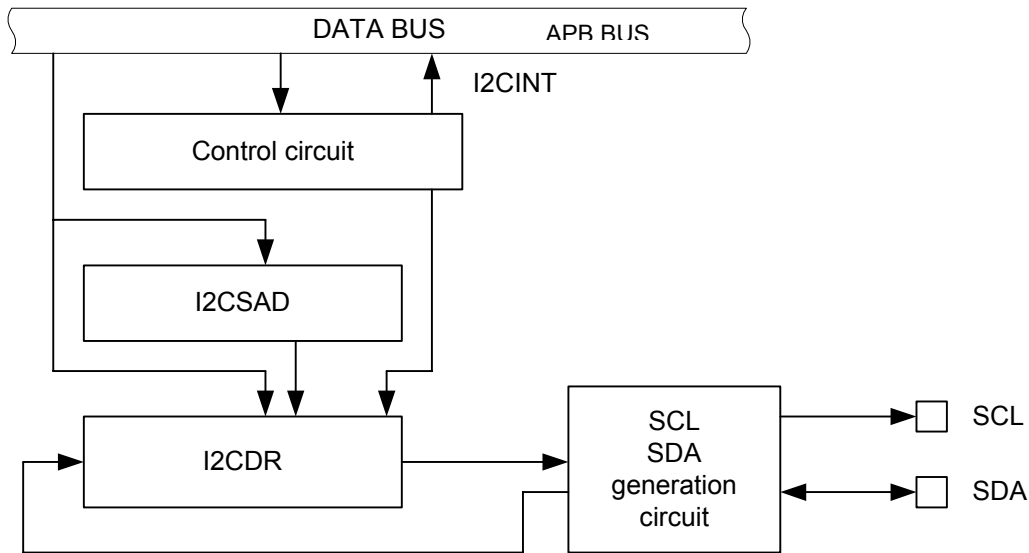 DATA BUS APB BUS
I2CINT
Control circuit
I2CSAD
I2CDR
SCL
SDA
generation
circuit
SCL
SDA